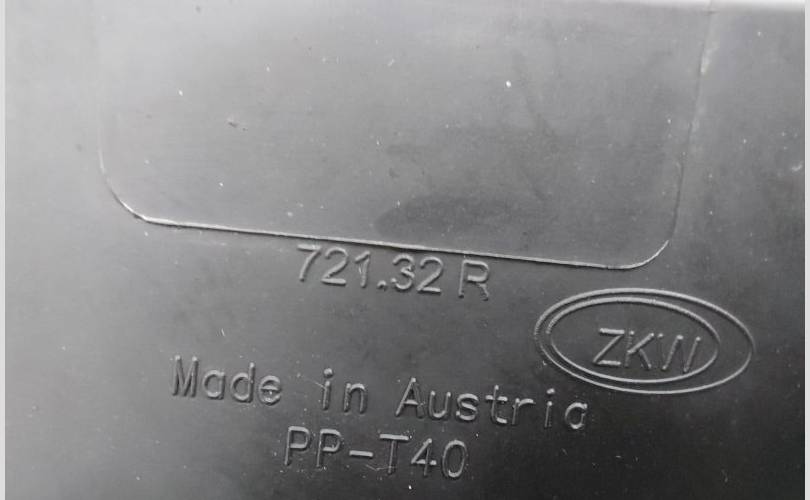 721.32 R
ZKW
Made in Austria
PP-T40